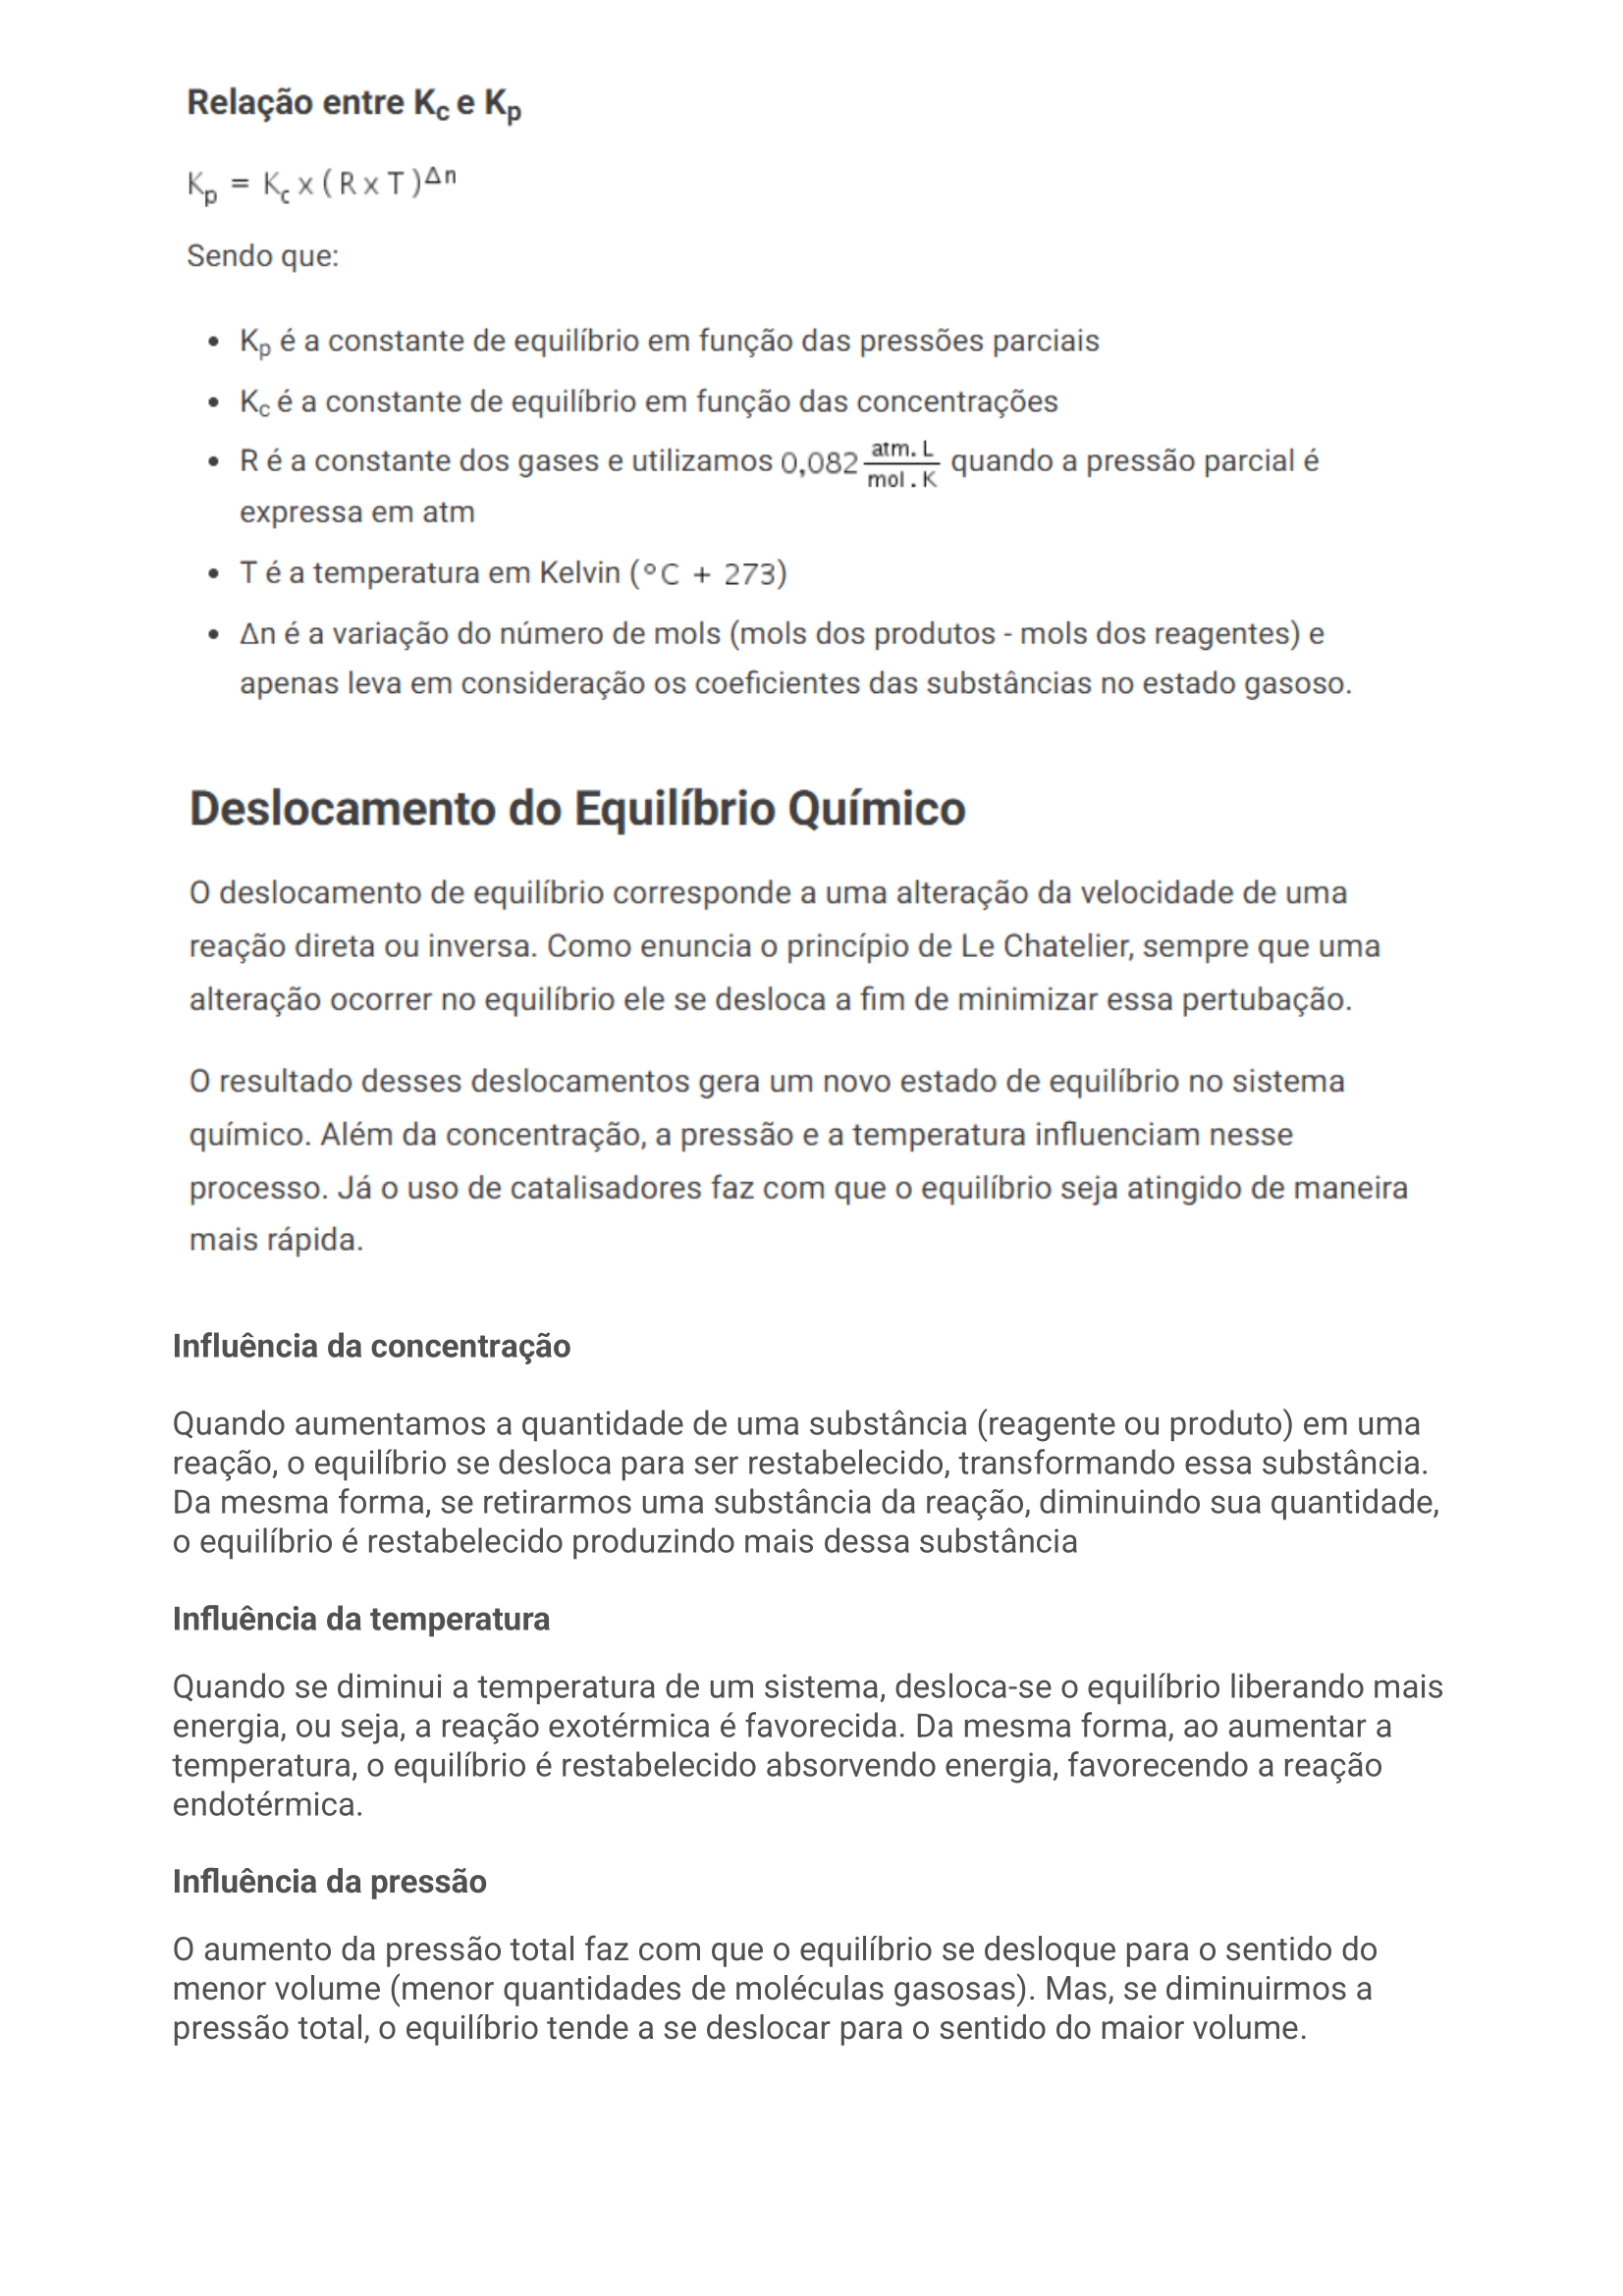 Relação entre Kc e Kp
Kp = Kc x ( R x T )^Δn
Sendo que:
• Kp é a constante de equilíbrio em função das pressões parciais
• Kc é a constante de equilíbrio em função das concentrações
• R é a constante dos gases e utilizamos 0,082 atm. L / mol . K quando a pressão parcial é
expressa em atm
• T é a temperatura em Kelvin (°C + 273)
• Δn é a variação do número de mols (mols dos produtos - mols dos reagentes) e
apenas leva em consideração os coeficientes das substâncias no estado gasoso.
Deslocamento do Equilíbrio Químico
O deslocamento de equilíbrio corresponde a uma alteração da velocidade de uma
reação direta ou inversa. Como enuncia o princípio de Le Chatelier, sempre que uma
alteração ocorrer no equilíbrio ele se desloca a fim de minimizar essa pertubação.
O resultado desses deslocamentos gera um novo estado de equilíbrio no sistema
químico. Além da concentração, a pressão e a temperatura influenciam nesse
processo. Já o uso de catalisadores faz com que o equilíbrio seja atingido de maneira
mais rápida.
Influência da concentração
Quando aumentamos a quantidade de uma substância (reagente ou produto) em uma
reação, o equilíbrio se desloca para ser restabelecido, transformando essa substância.
Da mesma forma, se retirarmos uma substância da reação, diminuindo sua quantidade,
o equilíbrio é restabelecido produzindo mais dessa substância
Influência da temperatura
Quando se diminui a temperatura de um sistema, desloca-se o equilíbrio liberando mais
energia, ou seja, a reação exotérmica é favorecida. Da mesma forma, ao aumentar a
temperatura, o equilíbrio é restabelecido absorvendo energia, favorecendo a reação
endotérmica.
Influência da pressão
O aumento da pressão total faz com que o equilíbrio se desloque para o sentido do
menor volume (menor quantidades de moléculas gasosas). Mas, se diminuirmos a
pressão total, o equilíbrio tende a se deslocar para o sentido do maior volume.